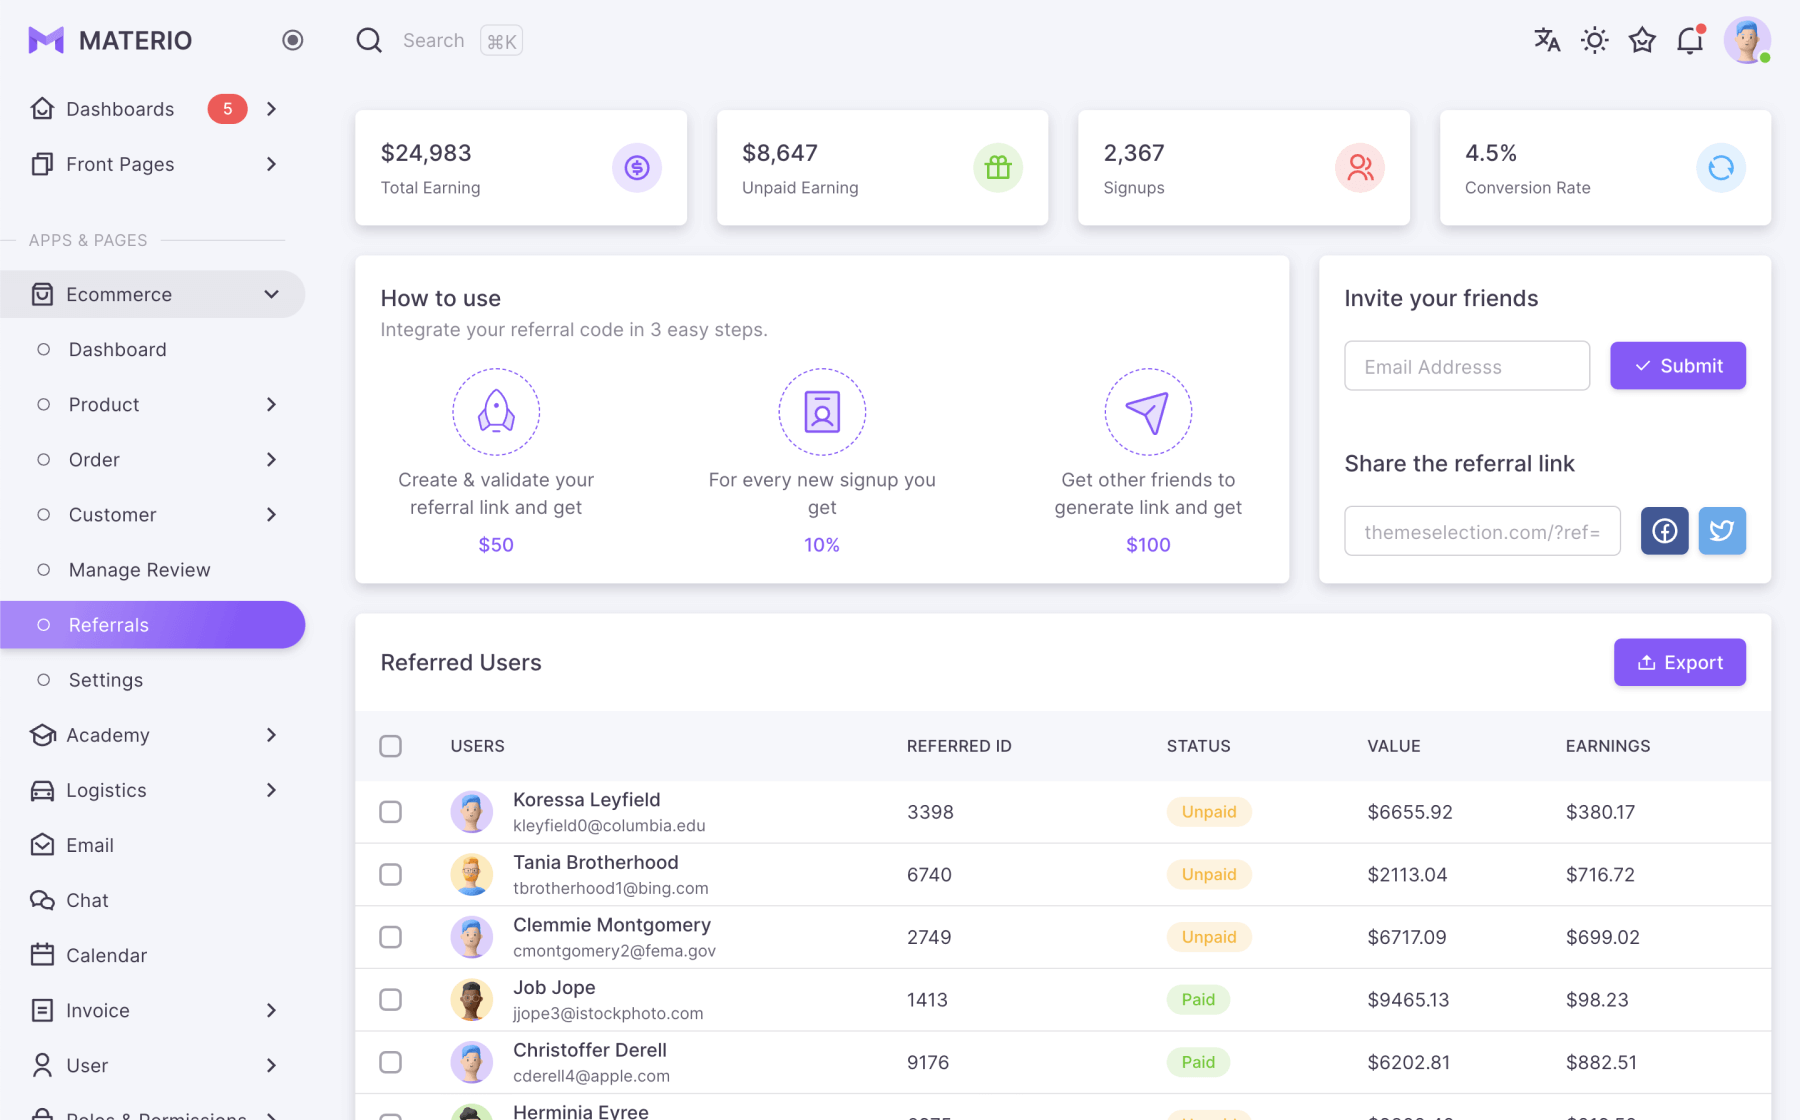 MATERIO
Search ⌘K
Dashboards 5
Front Pages
APPS & PAGES
Ecommerce
Dashboard
Product
Order
Customer
Manage Review
Referrals
Settings
Academy
Logistics
Email
Chat
Calendar
Invoice
User
Roles & Permissions
$24,983
Total Earning
$8,647
Unpaid Earning
2,367
Signups
4.5%
Conversion Rate
How to use
Integrate your referral code in 3 easy steps.
Create & validate your
referral link and get
$50
For every new signup you
get
10%
Get other friends to
generate link and get
$100
Invite your friends
Email Addresss
Submit
Share the referral link
themeselection.com/?ref=
Referred Users
Export
USERS REFERRED ID STATUS VALUE EARNINGS
Koressa Leyfield
kleyfield0@columbia.edu
3398 Unpaid $6655.92 $380.17
Tania Brotherhood
tbrotherhood1@bing.com
6740 Unpaid $2113.04 $716.72
Clemmie Montgomery
cmontgomery2@fema.gov
2749 Unpaid $6717.09 $699.02
Job Jope
jjope3@istockphoto.com
1413 Paid $9465.13 $98.23
Christoffer Derell
cderell4@apple.com
9176 Paid $6202.81 $882.51
Herminia Eyree